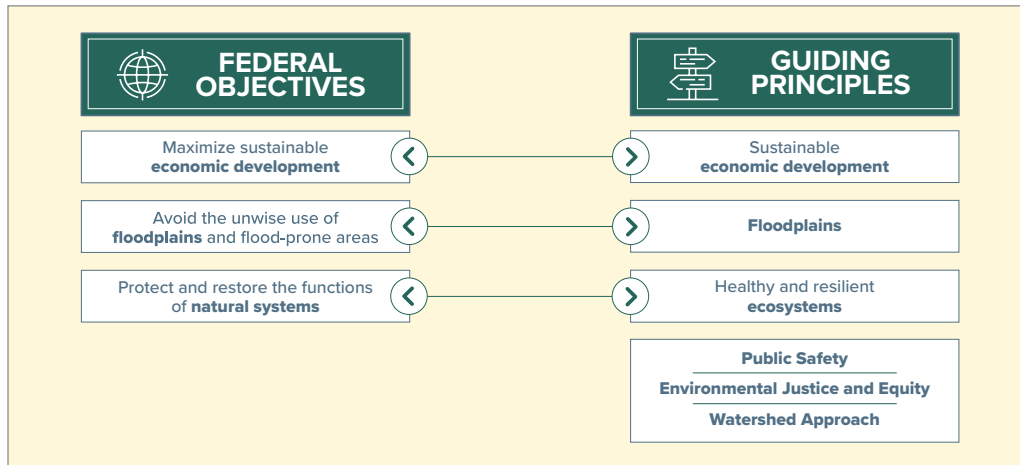 FEDERAL
OBJECTIVES
GUIDING
PRINCIPLES
Maximize sustainable
economic development
Sustainable
economic development
Avoid the unwise use of
floodplains and flood-prone areas
Floodplains
Protect and restore the functions
of natural systems
Healthy and resilient
ecosystems
Public Safety
Environmental Justice and Equity
Watershed Approach